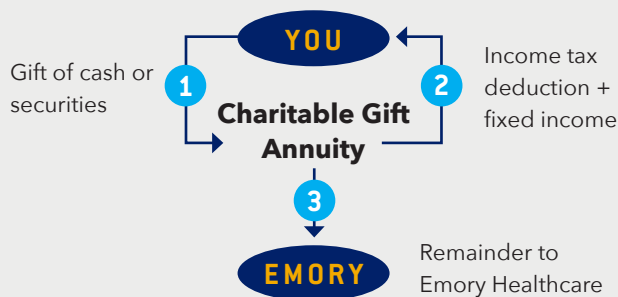 YOU
Gift of cash or
securities
1
2
Income tax
deduction +
fixed income
Charitable Gift
Annuity
3
EMORY
Remainder to
Emory Healthcare